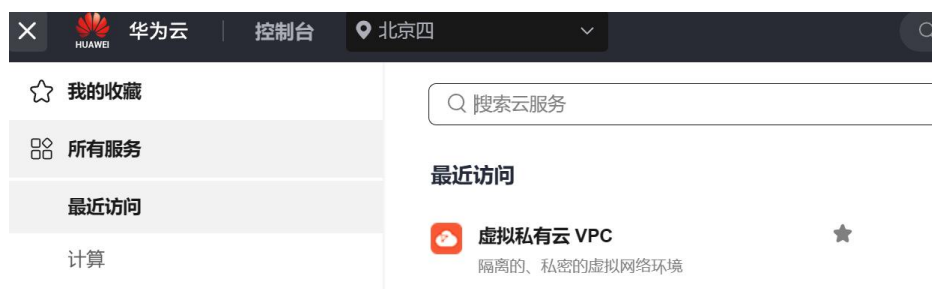 HUAWEI 华为云 控制台 北京四
我的收藏
搜索云服务
所有服务
最近访问
最近访问
虚拟私有云 VPC
计算
隔离的、私密的虚拟网络环境